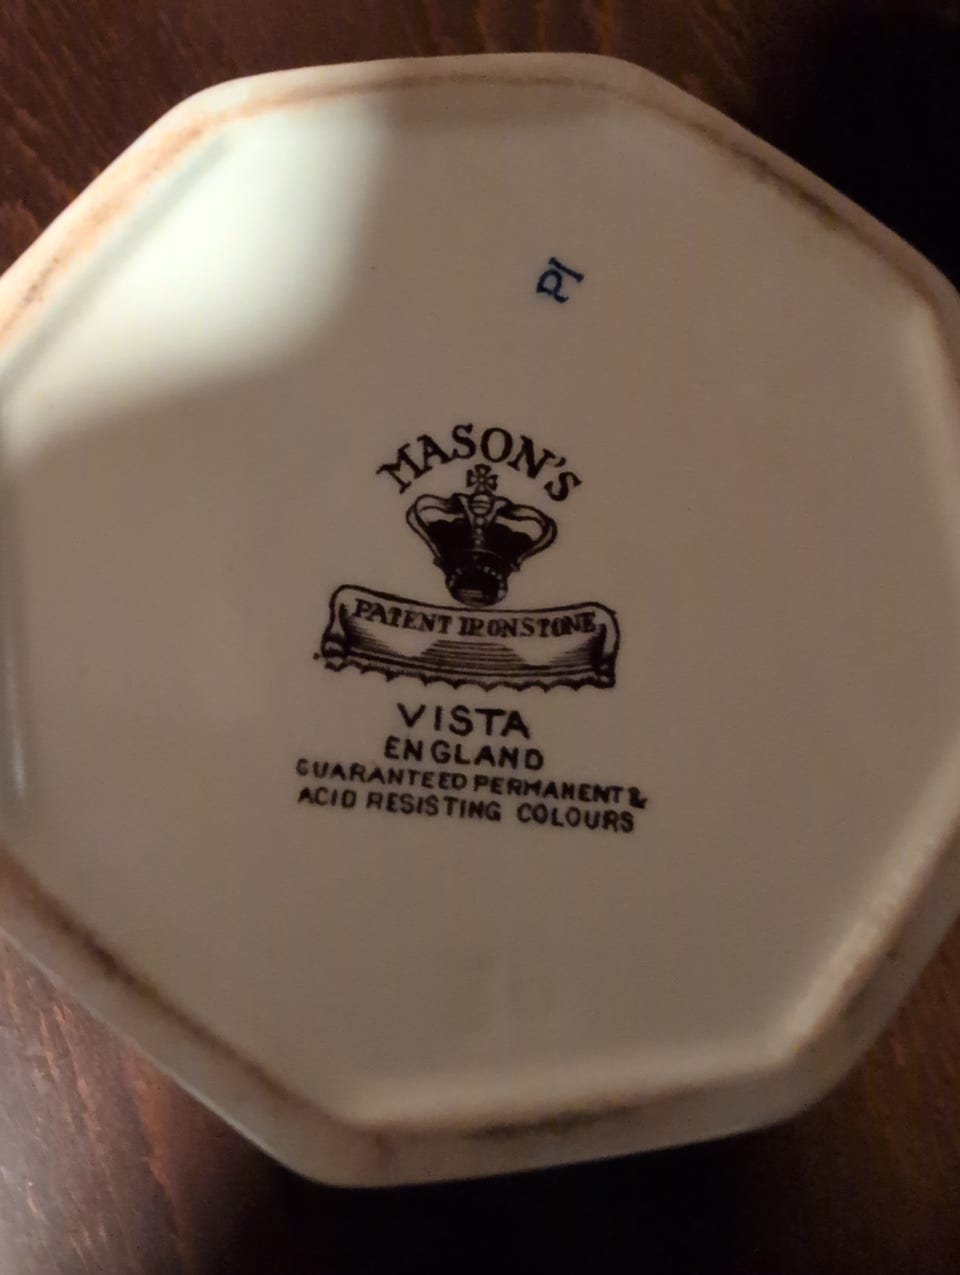 PI
MASON'S
PATENT IRONSTONE
VISTA
ENGLAND
GUARANTEED PERMANENT &
ACID RESISTING COLOURS